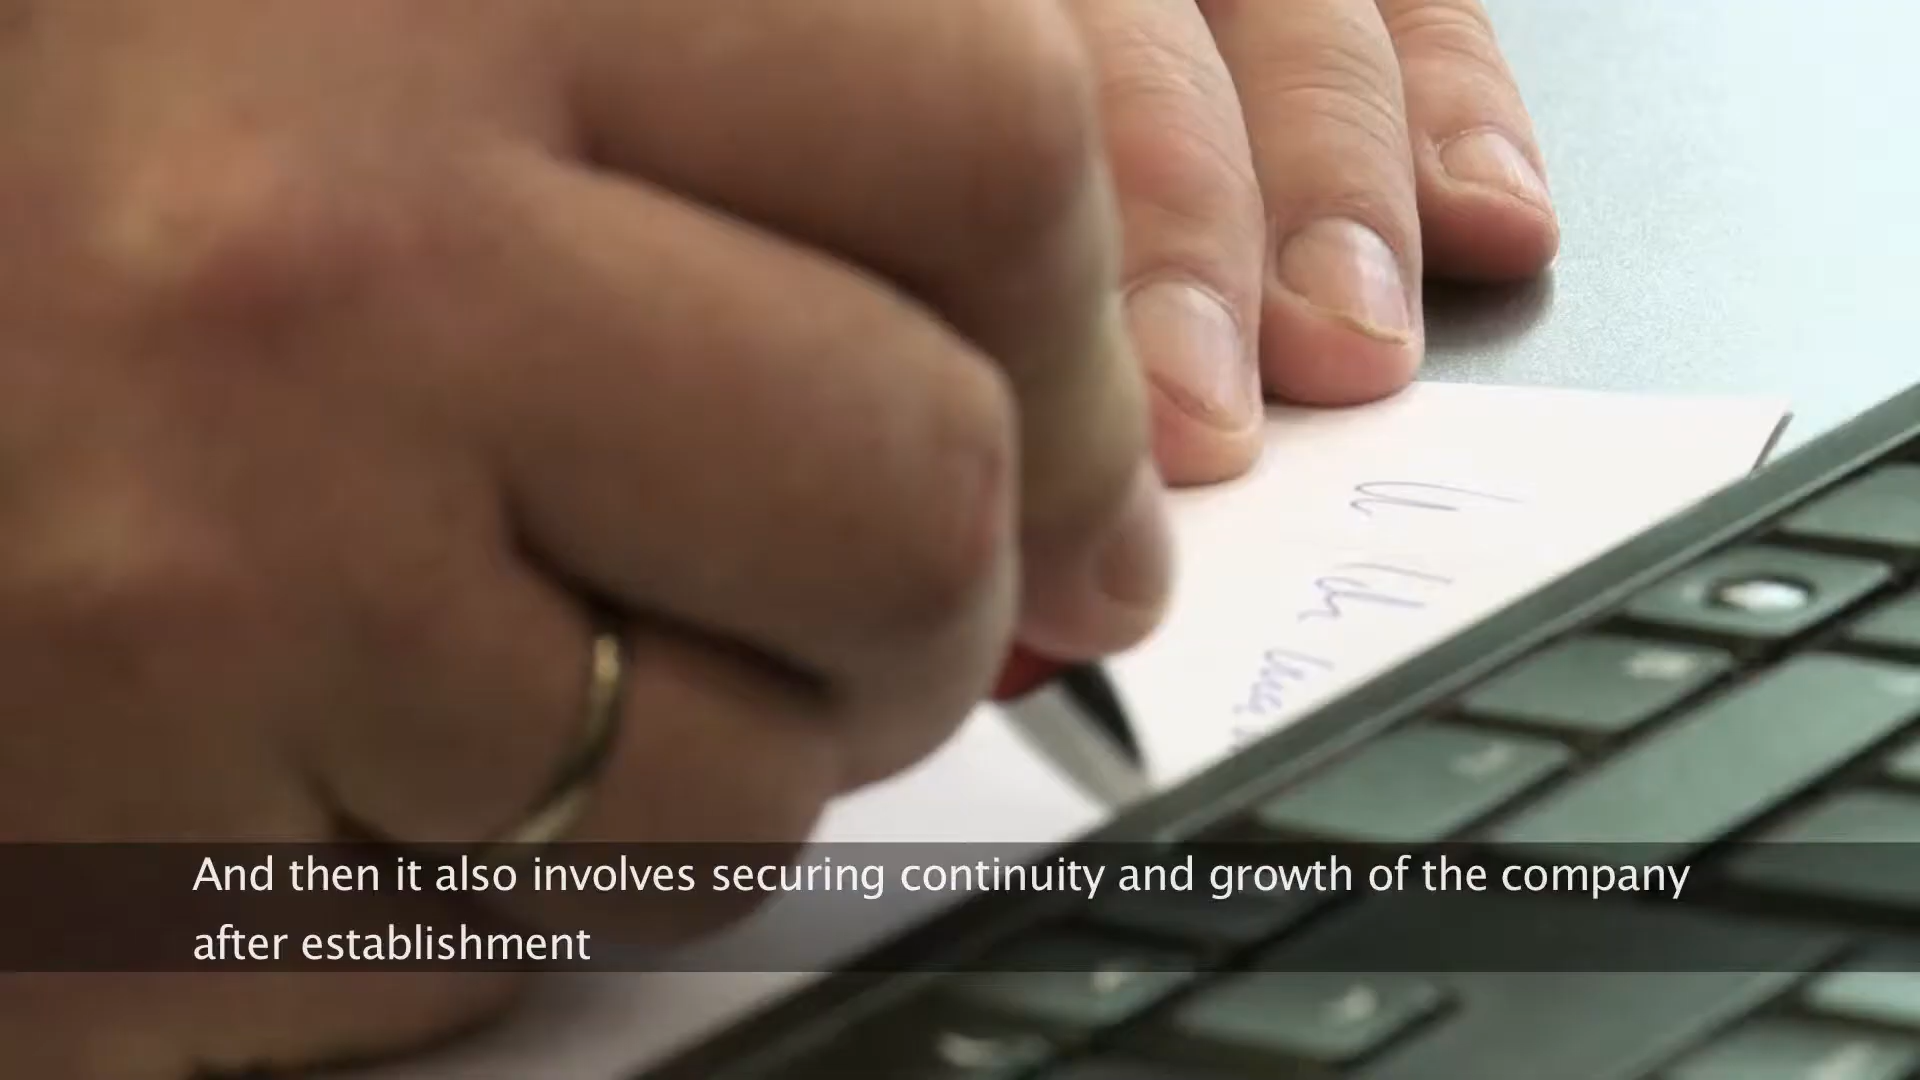 And then it also involves securing continuity and growth of the company
after establishment